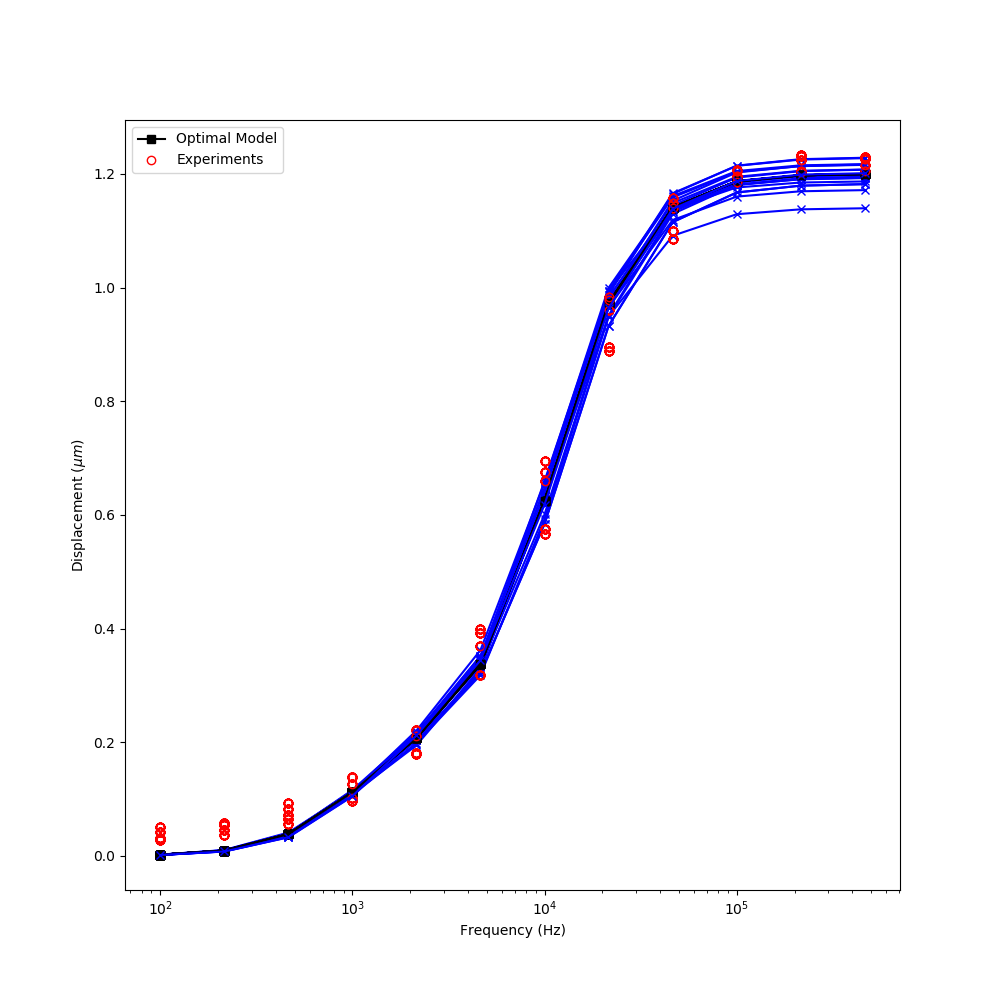 Optimal Model
Experiments
1.2
1.0
0.8
0.6
0.4
0.2
0.0
Displacement (μm)
10²
10³
10⁴
10⁵
Frequency (Hz)